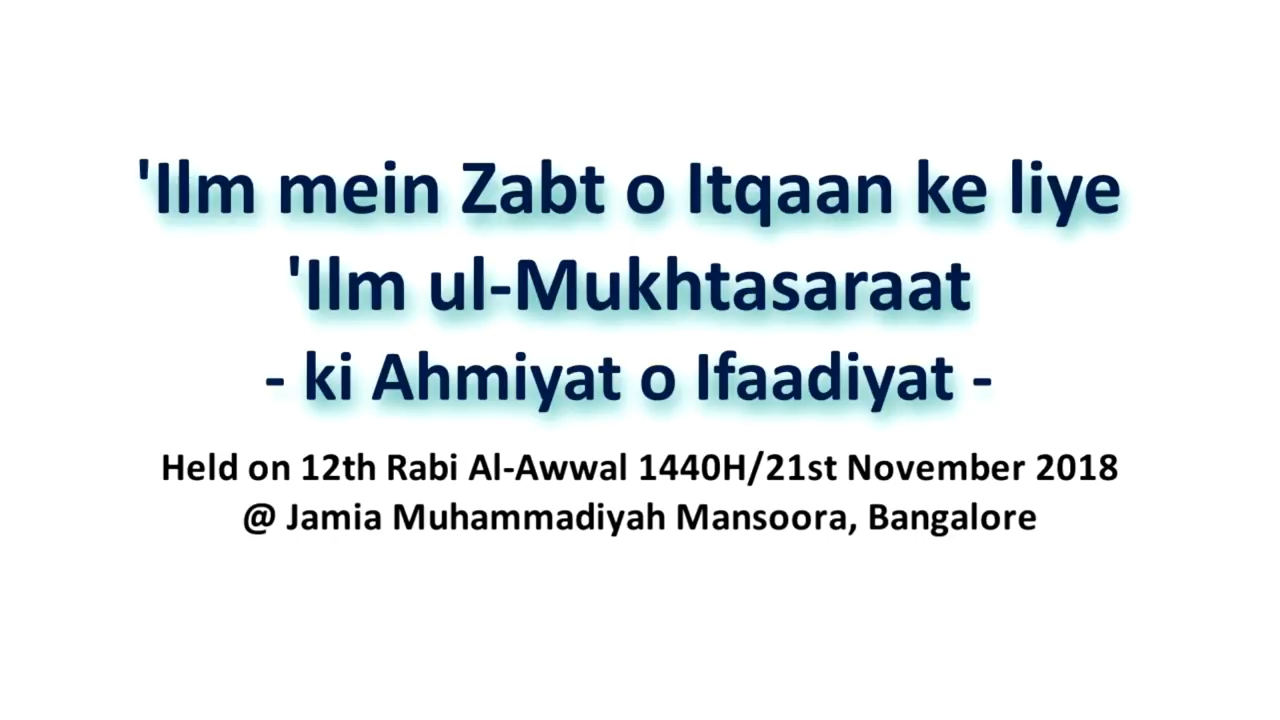 'Ilm mein Zabt o Itqaan ke liye
'Ilm ul-Mukhtasaraat
- ki Ahmiyat o Ifaadiyat -
Held on 12th Rabi Al-Awwal 1440H/21st November 2018
@ Jamia Muhammadiyah Mansoora, Bangalore